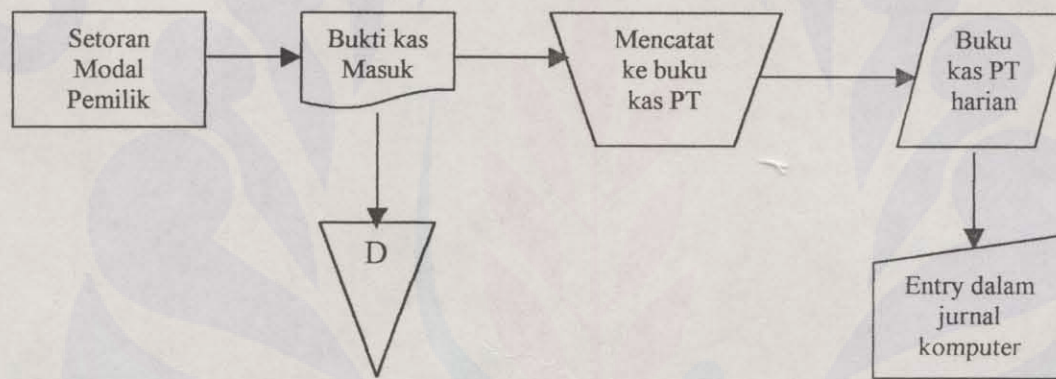 Setoran
Modal
Pemilik
Bukti kas
Masuk
Mencatat
ke buku
kas PT
Buku
kas PT
harian
D
Entry dalam
jurnal
komputer